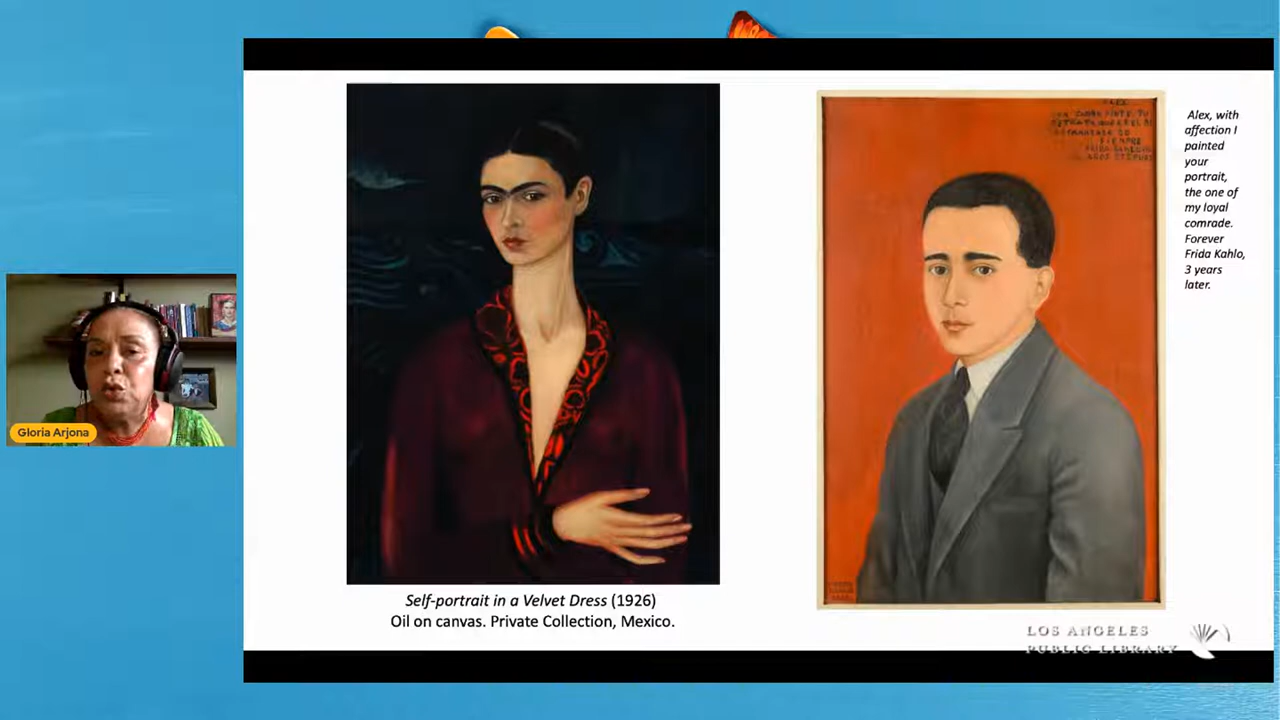 Alex, with
affection I
painted
your
portrait,
the one of
my loyal
comrade.
Forever
Frida Kahlo,
3 years
later.
Gloria Arjona
Self-portrait in a Velvet Dress (1926)
Oil on canvas. Private Collection, Mexico.
LOS ANGELES
PUBLIC LIBRARY